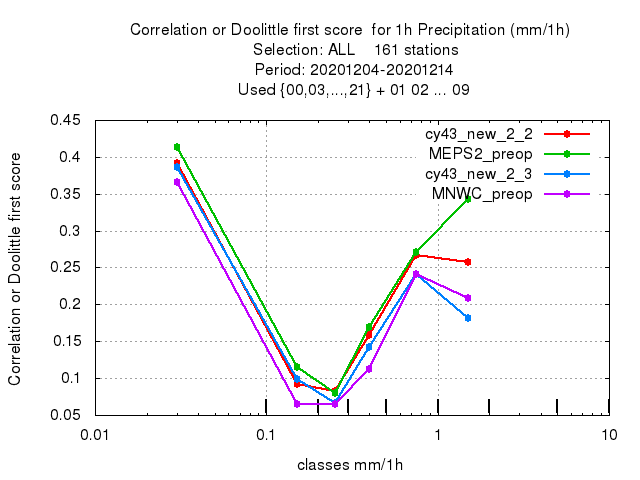 Correlation or Doolittle first score  for 1h Precipitation (mm/1h)
Selection: ALL    161 stations
Period: 20201204-20201214
Used {00,03,...,21} + 01 02 ... 09
Correlation or Doolittle first score
0.45
0.4
0.35
0.3
0.25
0.2
0.15
0.1
0.05
cy43_new_2_2
MEPS2_preop
cy43_new_2_3
MNWC_preop
0.01 0.1 1 10
classes mm/1h